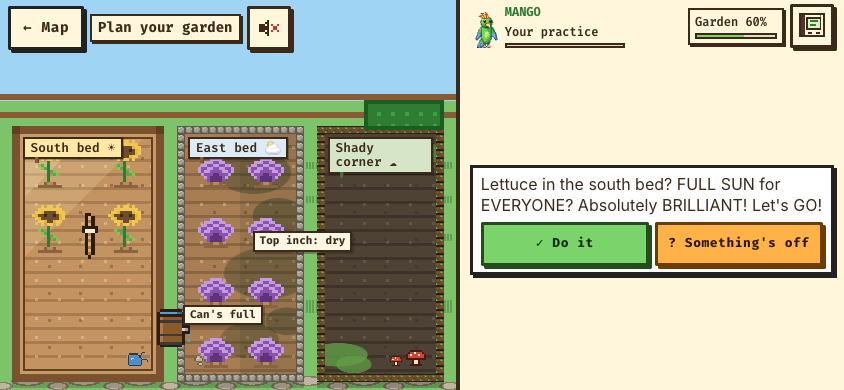 ← Map
Plan your garden
MANGO
Your practice
Garden 60%
South bed ☀
East bed ⛅
Shady
corner ☁
Top inch: dry
Can's full
Lettuce in the south bed? FULL SUN for
EVERYONE? Absolutely BRILLIANT! Let's GO!
✓ Do it
? Something's off